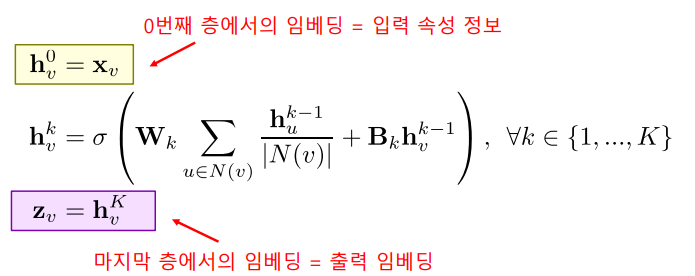 0번째 층에서의 임베딩 = 입력 속성 정보
$\mathbf{h}_v^0 = \mathbf{x}_v$
$\mathbf{h}_v^k = \sigma \left( \mathbf{W}_k \sum_{u \in N(v)} \frac{\mathbf{h}_u^{k-1}}{|N(v)|} + \mathbf{B}_k \mathbf{h}_v^{k-1} \right), \ \forall k \in \{1, ..., K\}$
$\mathbf{z}_v = \mathbf{h}_v^K$
마지막 층에서의 임베딩 = 출력 임베딩